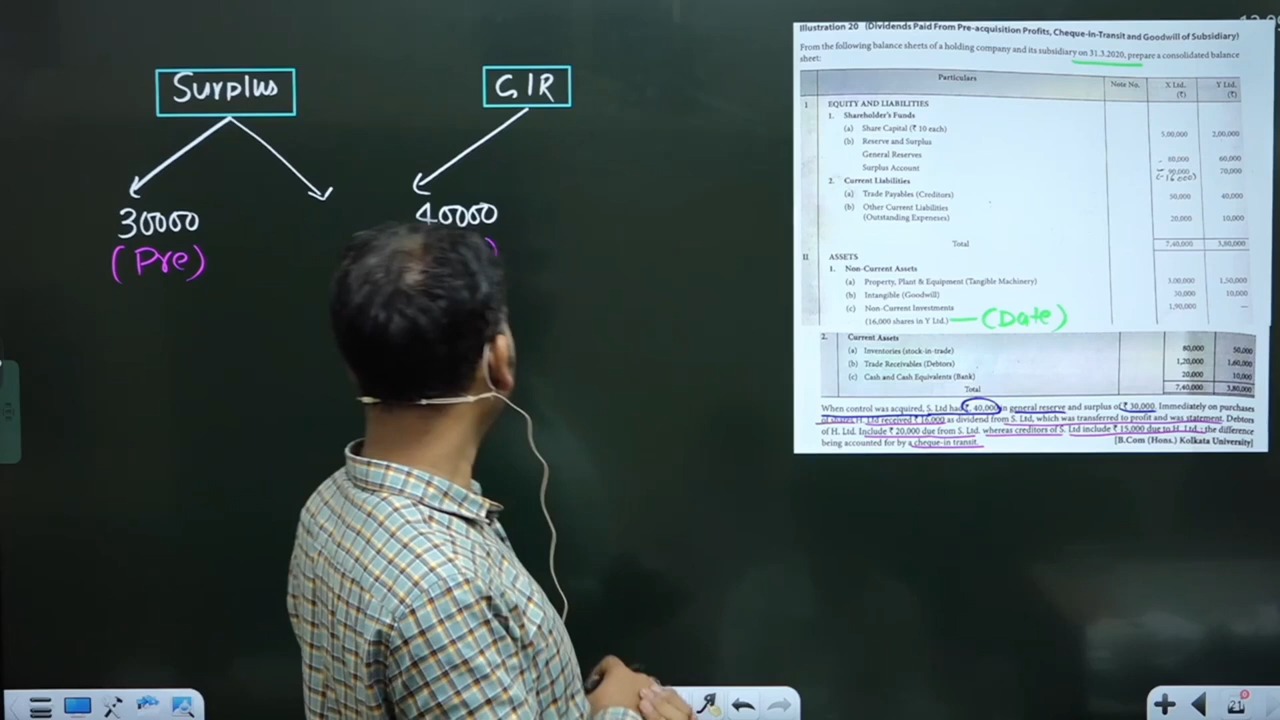 Surplus
GIR
30000
40000
(Pre)
)
Illustration 20 (Dividends Paid From Pre-acquisition Profits, Cheque-in-Transit and Goodwill of Subsidiary)
From the following balance sheets of a holding company and its subsidiary on 31.3.2020, prepare a consolidated balance
sheet:
Particulars Note No. X Ltd. (₹) Y Ltd. (₹)
I EQUITY AND LIABILITIES
1. Shareholder's Funds
(a) Share Capital (₹ 10 each) 5,00,000 2,00,000
(b) Reserve and Surplus
General Reserves 80,000 60,000
Surplus Account 90,000 70,000
(-16000)
2. Current Liabilities
(a) Trade Payables (Creditors) 50,000 40,000
(b) Other Current Liabilities
(Outstanding Expeneses) 20,000 10,000
Total 7,40,000 3,80,000
II ASSETS
1. Non-Current Assets
(a) Property, Plant & Equipment (Tangible Machinery) 3,00,000 1,50,000
(b) Intangible (Goodwill) 30,000 10,000
(c) Non-Current Investments 1,90,000 —
(16,000 shares in Y Ltd.) — (Date)
2. Current Assets
(a) Inventories (stock-in-trade) 80,000 50,000
(b) Trade Receivables (Debtors) 1,20,000 1,60,000
(c) Cash and Cash Equivalents (Bank) 20,000 10,000
Total 7,40,000 3,80,000
When control was acquired, S. Ltd had ₹. 40,000 in general reserve and surplus of ₹ 30,000. Immediately on purchases
of shares H. Ltd received ₹ 16,000 as dividend from S. Ltd, which was transferred to profit and was statement. Debtors
of H. Ltd. Include ₹ 20,000 due from S. Ltd. whereas creditors of S. Ltd include ₹ 15,000 due to H. Ltd. - the difference
being accounted for by a cheque-in transit. [B.Com (Hons.) Kolkata University]
21